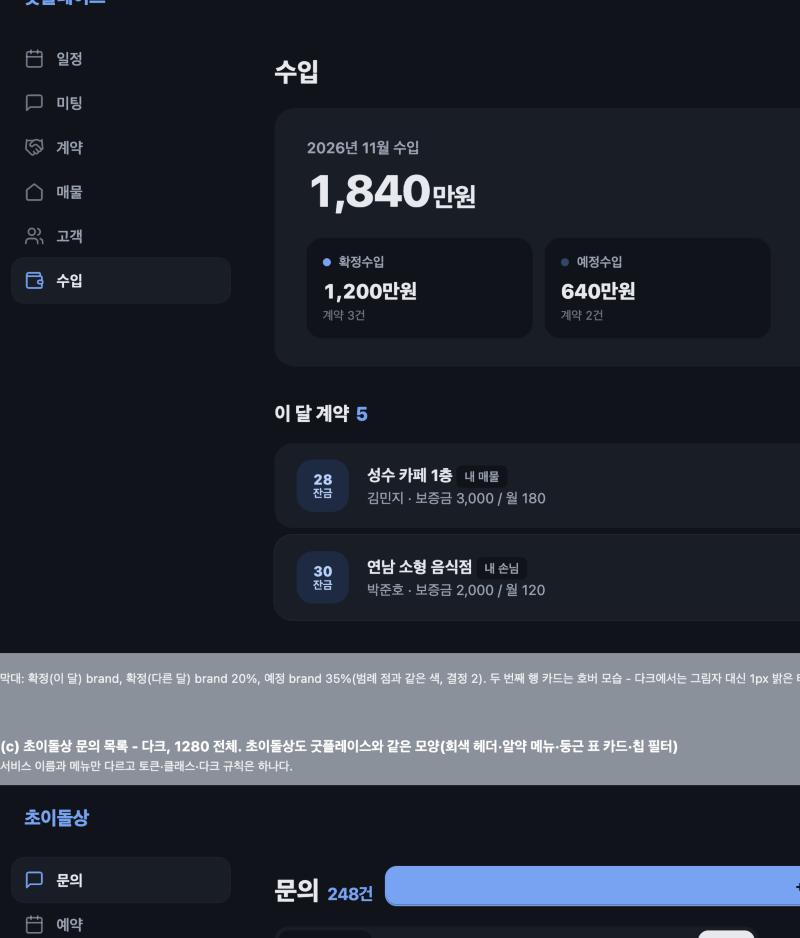 굿플레이스
일정
미팅
계약
매물
고객
수입
수입
2026년 11월 수입
1,840만원
확정수입
1,200만원
계약 3건
예정수입
640만원
계약 2건
이 달 계약 5
28
잔금
성수 카페 1층 내 매물
김민지 · 보증금 3,000 / 월 180
30
잔금
연남 소형 음식점 내 손님
박준호 · 보증금 2,000 / 월 120
막대: 확정(이 달) brand, 확정(다른 달) brand 20%, 예정 brand 35%(범례 점과 같은 색, 결정 2). 두 번째 행 카드는 호버 모습 - 다크에서는 그림자 대신 1px 밝은
(c) 초이돌상 문의 목록 - 다크, 1280 전체. 초이돌상도 굿플레이스와 같은 모양(회색 헤더·알약 메뉴·둥근 표 카드·칩 필터)
서비스 이름과 메뉴만 다르고 토큰·클래스·다크 규칙은 하나다.
초이돌상
문의
예약
문의 248건